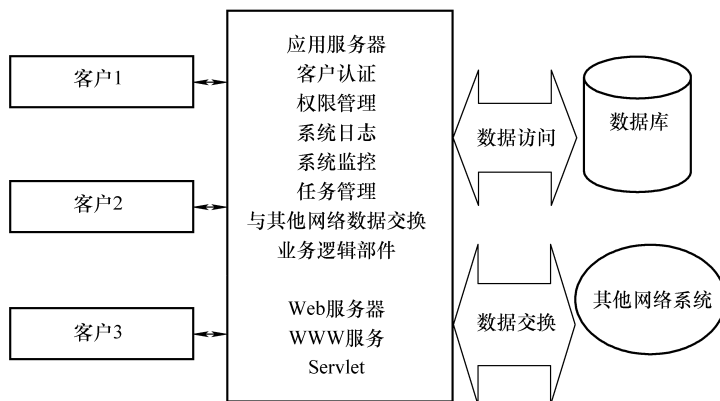 客户1
客户2
客户3
应用服务器
客户认证
权限管理
系统日志
系统监控
任务管理
与其他网络数据交换
业务逻辑部件
Web服务器
WWW服务
Servlet
数据访问
数据库
数据交换
其他网络系统